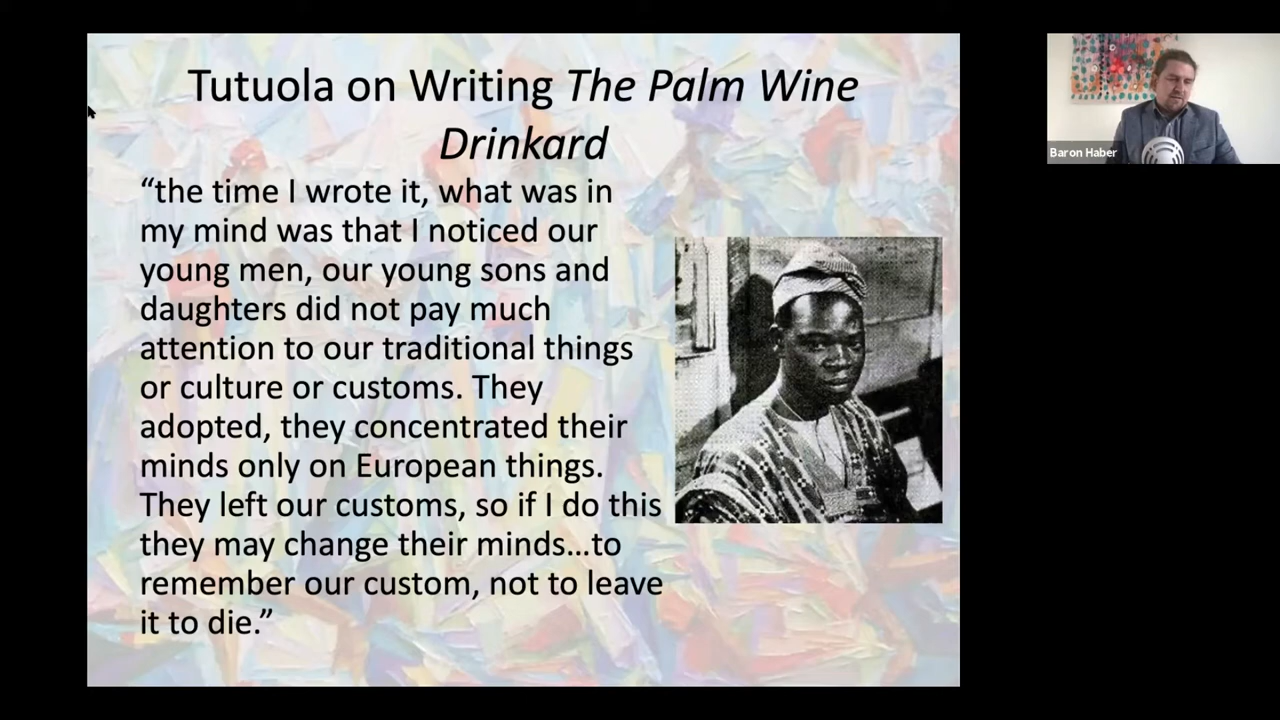 Tutuola on Writing The Palm Wine
Drinkard
“the time I wrote it, what was in
my mind was that I noticed our
young men, our young sons and
daughters did not pay much
attention to our traditional things
or culture or customs. They
adopted, they concentrated their
minds only on European things.
They left our customs, so if I do this
they may change their minds…to
remember our custom, not to leave
it to die.”
Baron Haber